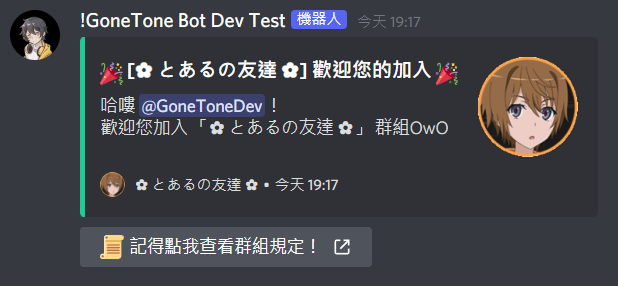 !GoneTone Bot Dev Test 機器人 今天 19:17
🎉 [✿ とあるの友達 ✿] 歡迎您的加入 🎉
哈嘍 @GoneToneDev！
歡迎您加入「 ✿ とあるの友達 ✿ 」 群組OwO
✿ とあるの友達 ✿ • 今天 19:17
📜 記得點我查看群組規定！